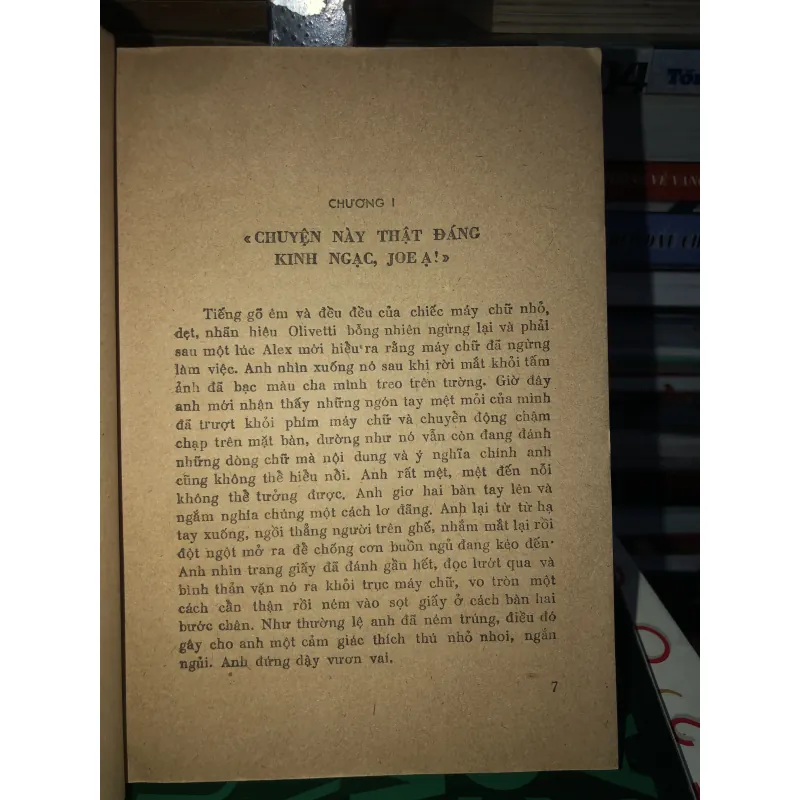 CHƯƠNG I
«CHUYỆN NÀY THẬT ĐÁNG
KINH NGẠC, JOE Ạ!»
Tiếng gõ êm và đều đều của chiếc máy chữ nhỏ,
dẹt, nhãn hiệu Olivetti bỗng nhiên ngừng lại và phải
sau một lúc Alex mới hiểu ra rằng máy chữ đã ngừng
làm việc. Anh nhìn xuống nó sau khi rời mắt khỏi tấm
ảnh đã bạc màu cha mình treo trên tường. Giờ đây
anh mới nhận thấy những ngón tay mệt mỏi của mình
đã trượt khỏi phím máy chữ và chuyển động chậm
chạp trên mặt bàn, dường như nó vẫn còn đang đánh
những dòng chữ mà nội dung và ý nghĩa chính anh
cũng không thể hiểu nổi. Anh rất mệt, mệt đến nỗi
không thể tưởng được. Anh giơ hai bàn tay lên và
ngắm nghía chúng một cách lơ đãng. Anh lại từ từ hạ
tay xuống, ngồi thẳng người trên ghế, nhắm mắt lại rồi
đột ngột mở ra để chống cơn buồn ngủ đang kéo đến.
Anh nhìn trang giấy đã đánh gần hết, đọc lướt qua và
bình thản vặn nó ra khỏi trục máy chữ, vo tròn một
cách cẩn thận rồi ném vào sọt giấy ở cách bàn hai
bước chân. Như thường lệ anh đã ném trúng, điều đó
gây cho anh một cảm giác thích thú nhỏ nhoi, ngắn
ngủi. Anh đứng dậy vươn vai.
7